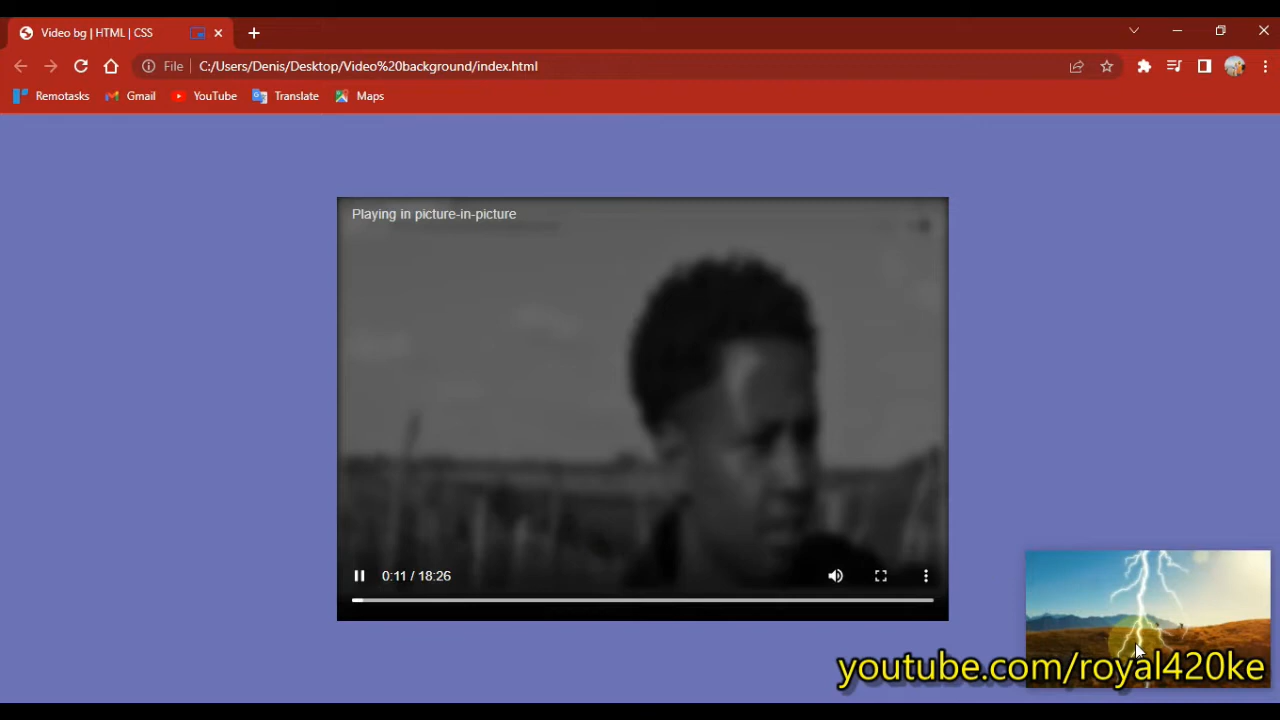 Video bg | HTML | CSS
File C:/Users/Denis/Desktop/Video%20background/index.html
Remotasks Gmail YouTube Translate Maps
Playing in picture-in-picture
0:11 / 18:26
youtube.com/royal420ke